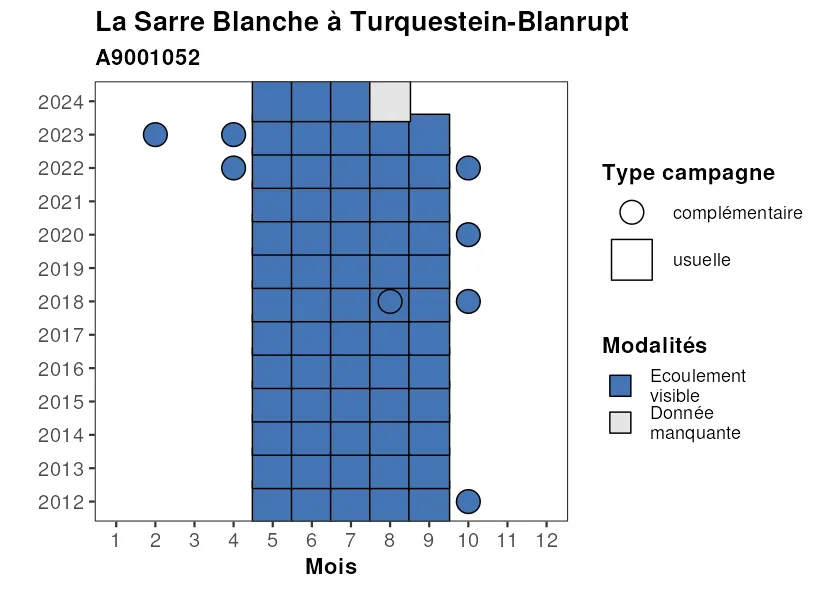 La Sarre Blanche à Turquestein-Blanrupt
A9001052
2024
2023
2022
2021
2020
2019
2018
2017
2016
2015
2014
2013
2012
1 2 3 4 5 6 7 8 9 10 11 12
Mois
Type campagne
complémentaire
usuelle
Modalités
Ecoulement
visible
Donnée
manquante